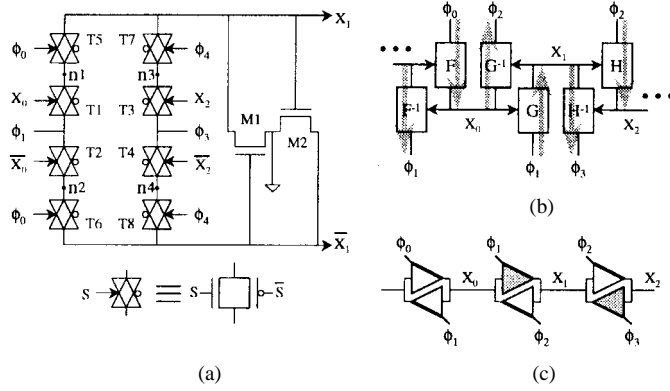 X₁
ϕ₀ T5 T7 ϕ₄
n1 n3
X₀ T1 T3 X₂
M1 M2
ϕ₁ ϕ₃
X̅₀ T2 T4 X̅₂
n2 n4
ϕ₀ T6 T8 ϕ₄
X̅₁
S ≡ S S̅
(a)
ϕ₀ ϕ₂ ϕ₂
••• F G⁻¹ X₁ H
F⁻¹ X₀ G H⁻¹ X₂ •••
ϕ₁ ϕ₁ ϕ₃
(b)
ϕ₀ ϕ₁ ϕ₂
X₀ X₁ X₂
ϕ₁ ϕ₂ ϕ₃
(c)